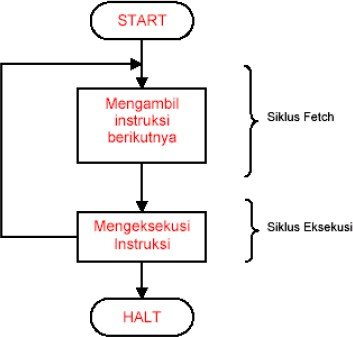 START
Mengambil
instruksi
berikutnya
Siklus Fetch
Mengeksekusi
Instruksi
Siklus Eksekusi
HALT